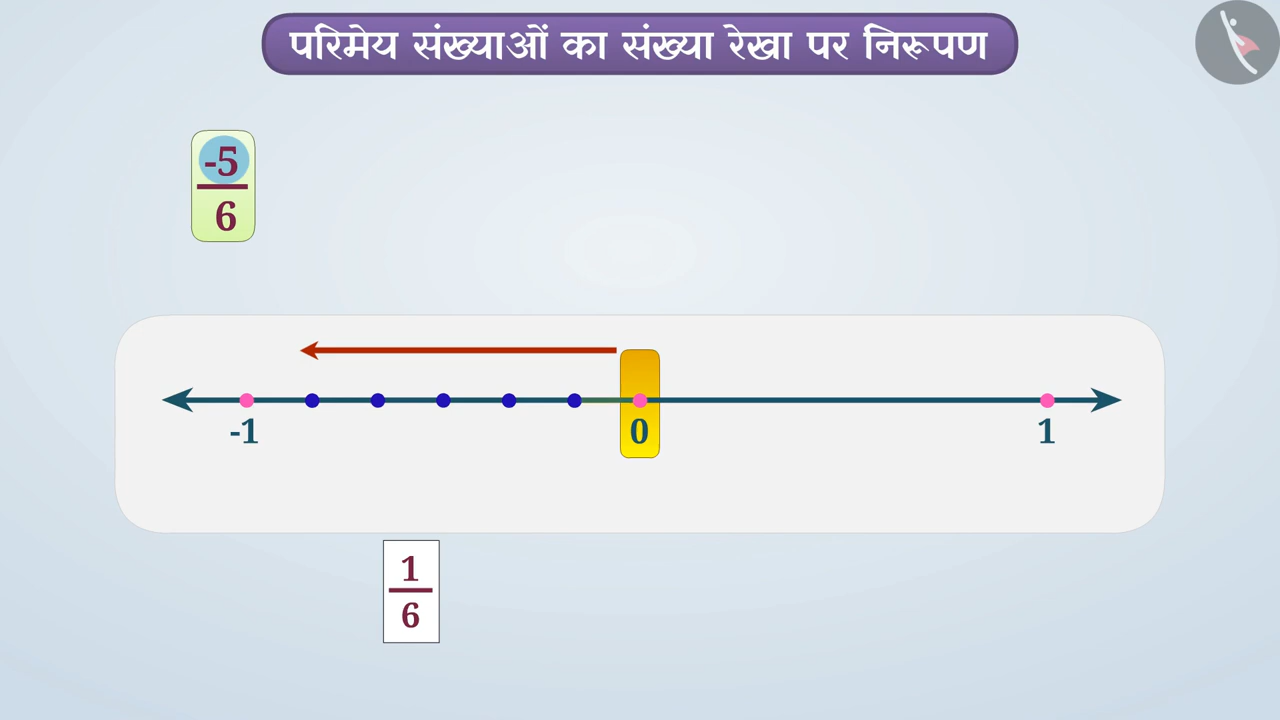 परिमेय संख्याओं का संख्या रेखा पर निरूपण
-5
6
-1 0 1
1
6